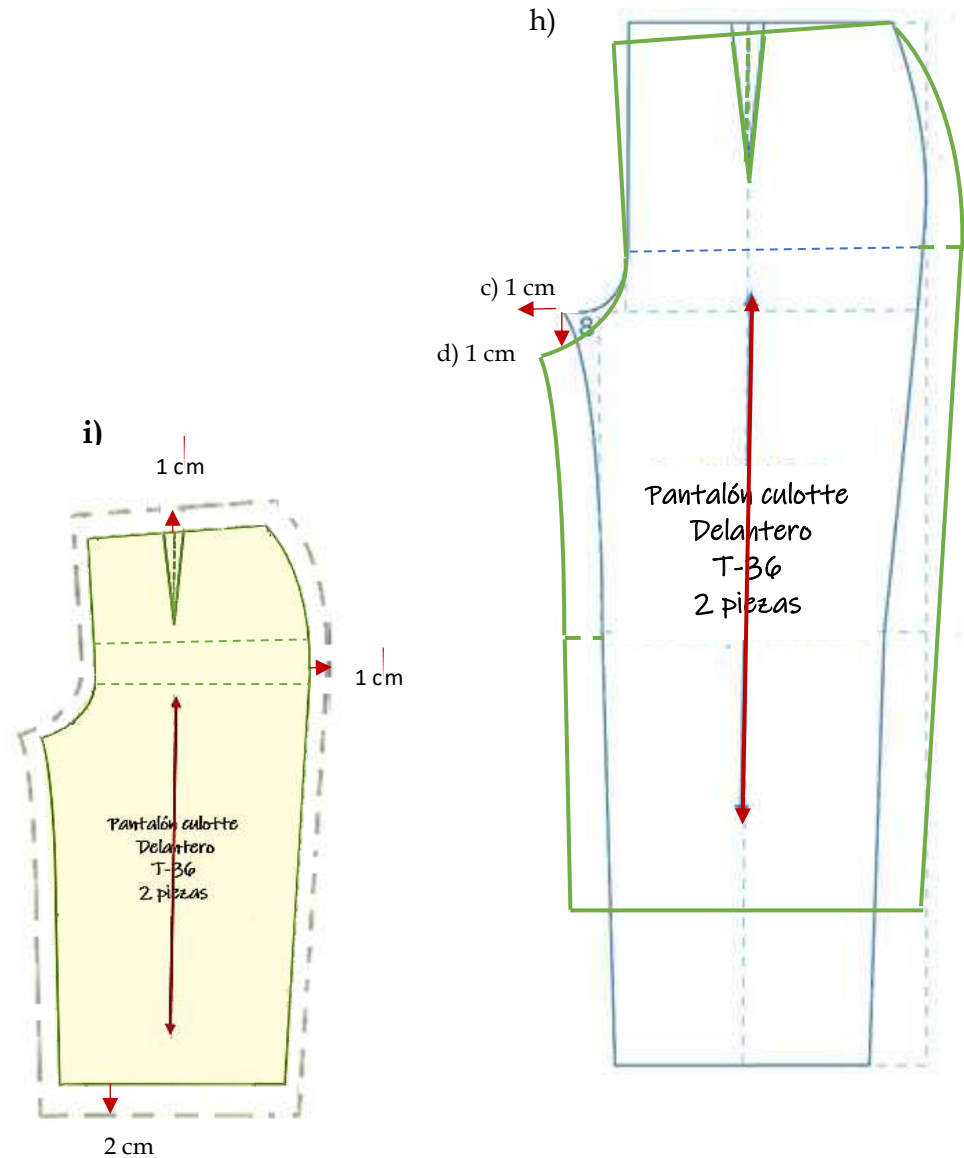 h)
c) 1 cm
8
d) 1 cm
Pantalón culotte
Delantero
T-36
2 piezas
i)
1 cm
1 cm
Pantalón culotte
Delantero
T-36
2 piezas
2 cm